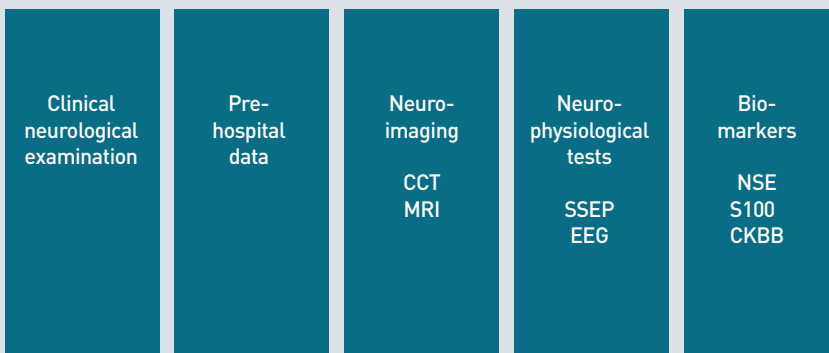 Clinical
neurological
examination
Pre-
hospital
data
Neuro-
imaging
CCT
MRI
Neuro-
physiological
tests
SSEP
EEG
Bio-
markers
NSE
S100
CKBB